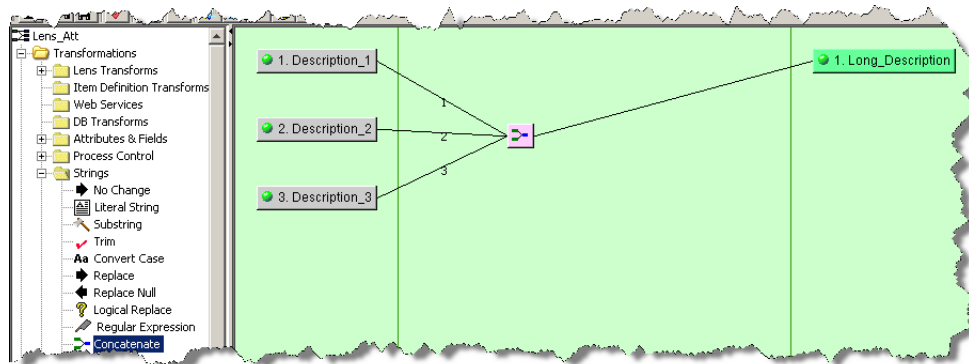 Lens_Att
Transformations
Lens Transforms
Item Definition Transforms
Web Services
DB Transforms
Attributes & Fields
Process Control
Strings
No Change
Literal String
Substring
Trim
Aa Convert Case
Replace
Replace Null
Logical Replace
Regular Expression
Concatenate
1. Description_1
2. Description_2
3. Description_3
1
2
3
1. Long_Description